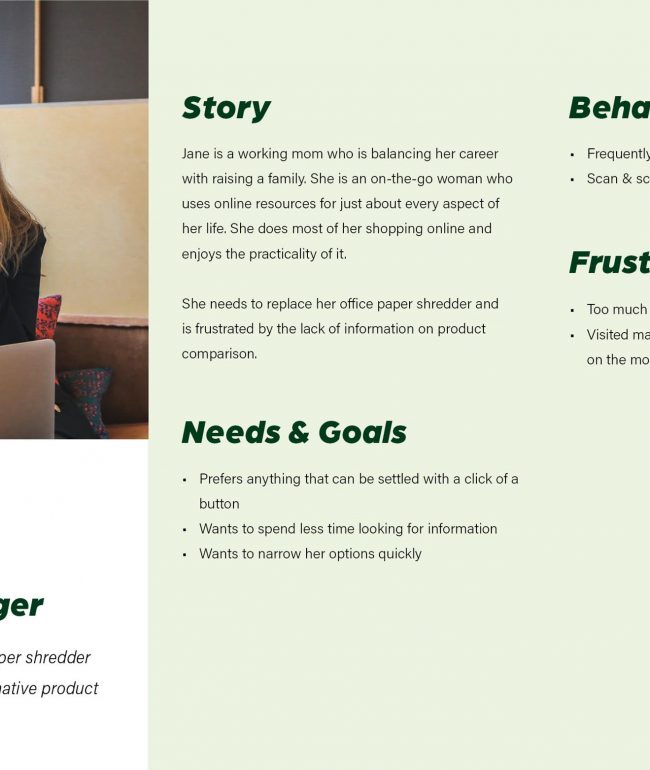 Story
Jane is a working mom who is balancing her career
with raising a family. She is an on-the-go woman who
uses online resources for just about every aspect of
her life. She does most of her shopping online and
enjoys the practicality of it.
She needs to replace her office paper shredder and
is frustrated by the lack of information on product
comparison.
Needs & Goals
• Prefers anything that can be settled with a click of a
button
• Wants to spend less time looking for information
• Wants to narrow her options quickly
Beha
• Frequently
• Scan & sc
Frust
• Too much
• Visited ma
on the mo
ger
per shredder
native product